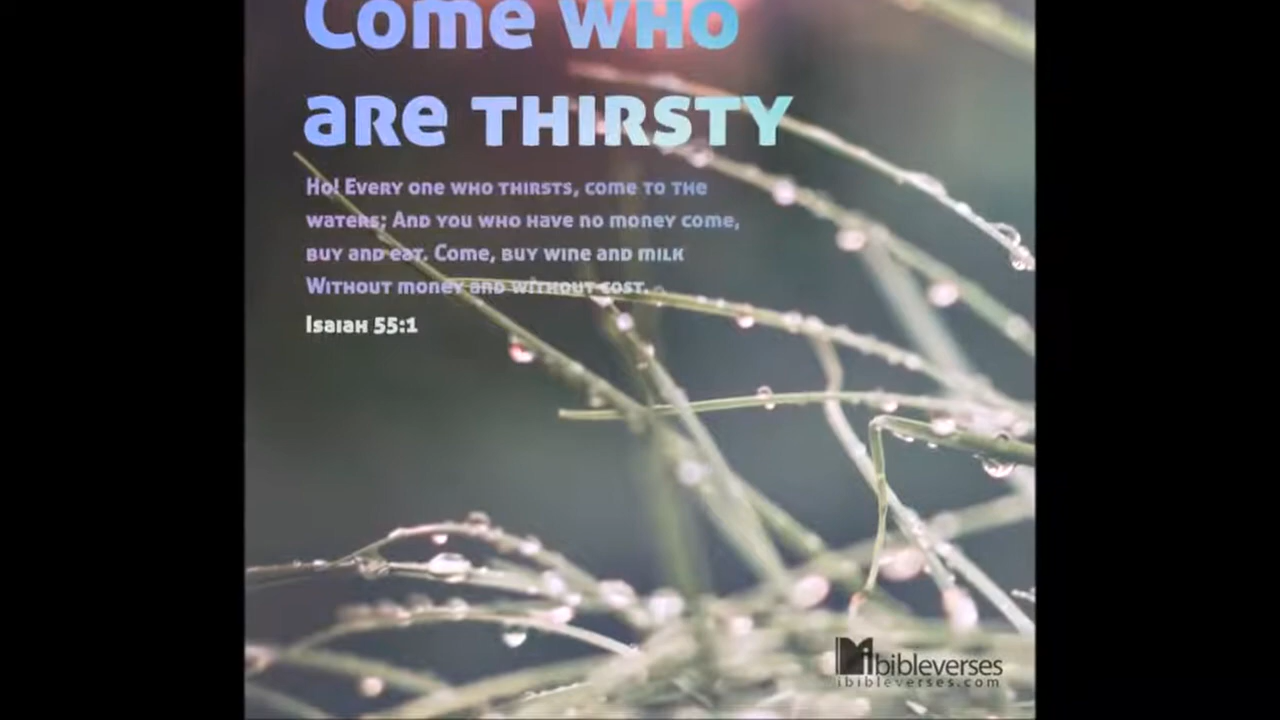 Come who
are THIRSTY
Ho! Every one who thirsts, come to the
waters; And you who have no money come,
buy and eat. Come, buy wine and milk
Without money and without cost.
Isaiah 55:1
ibibleverses
ibibleverses.com